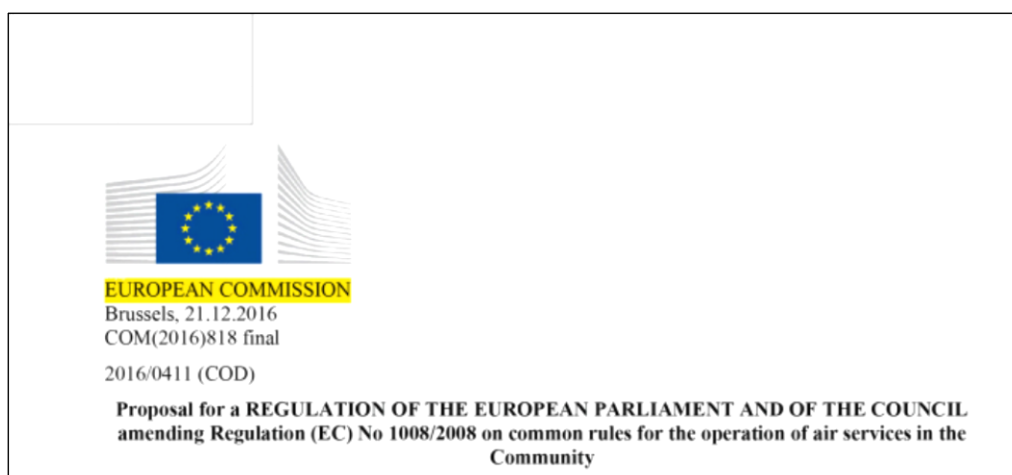 EUROPEAN COMMISSION
Brussels, 21.12.2016
COM(2016)818 final
2016/0411 (COD)
Proposal for a REGULATION OF THE EUROPEAN PARLIAMENT AND OF THE COUNCIL
amending Regulation (EC) No 1008/2008 on common rules for the operation of air services in the
Community